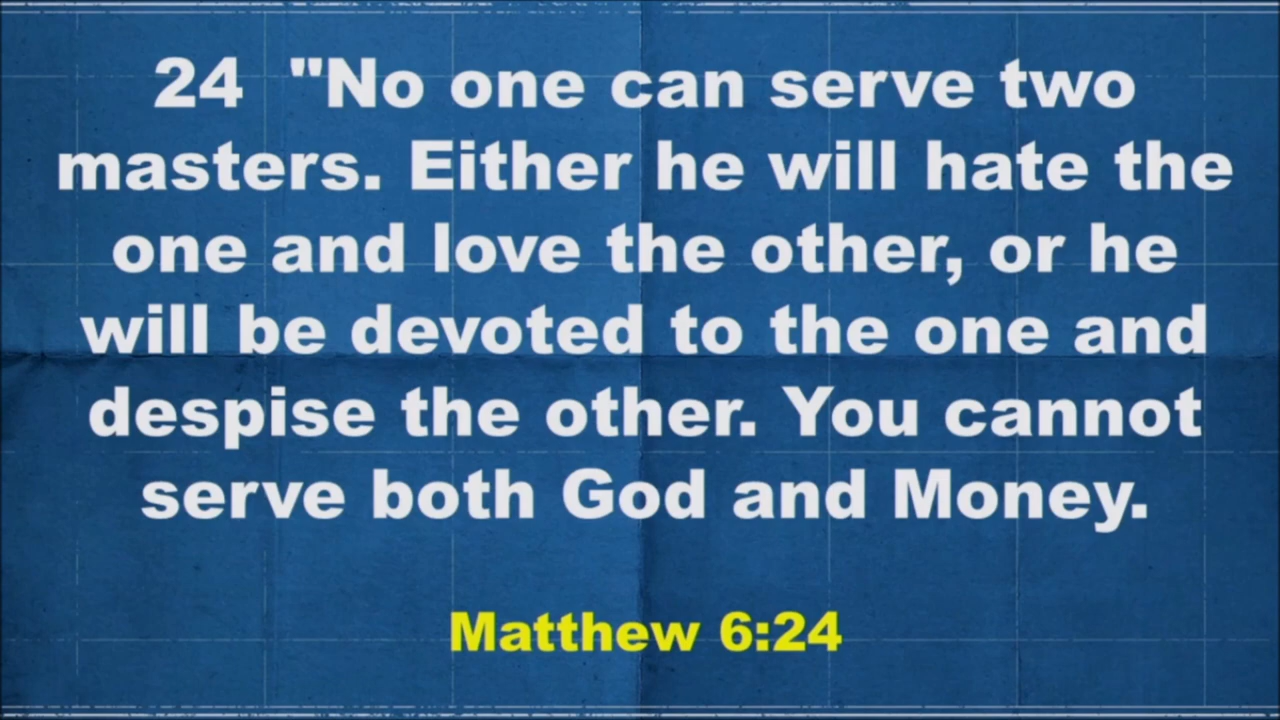 24  "No one can serve two
masters. Either he will hate the
one and love the other, or he
will be devoted to the one and
despise the other. You cannot
serve both God and Money.
Matthew 6:24